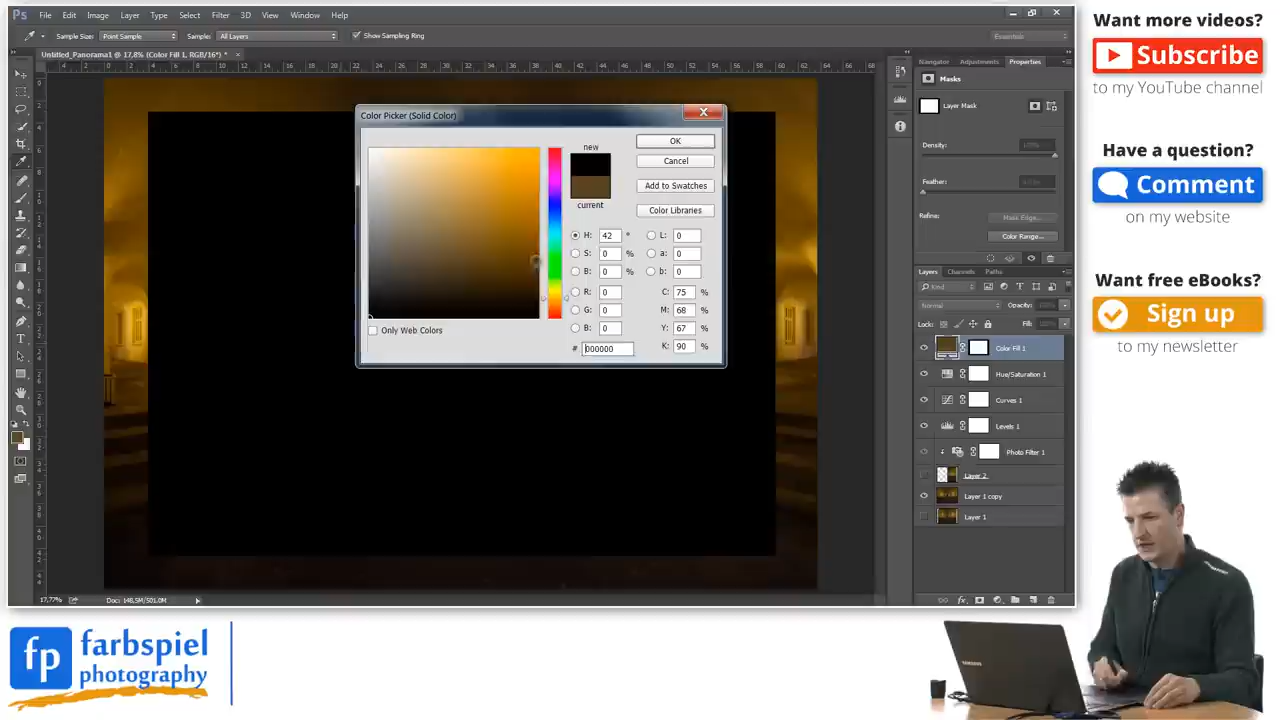 Ps File Edit Image Layer Type Select Filter 3D View Window Help
Sample Size: Point Sample Sample: All Layers Show Sampling Ring Essentials
Untitled_Panorama1 @ 17,8% (Color Fill 1, RGB/16*) * ×
Navigator Adjustments Properties
Masks
Layer Mask
Density: 100%
Feather:
Refine: Mask Edge...
Color Range...
Color Picker (Solid Color)
new
current
OK
Cancel
Add to Swatches
Color Libraries
H: 42 ° L: 0
S: 0 % a: 0
B: 0 % b: 0
R: 0 C: 75 %
G: 0 M: 68 %
B: 0 Y: 67 %
# 000000 K: 90 %
Only Web Colors
Layers Channels Paths
Kind
Normal Opacity: 100%
Lock: Fill: 100%
Color Fill 1
Hue/Saturation 1
Curves 1
Levels 1
Photo Filter 1
Layer 2
Layer 1 copy
Layer 1
17,77% Doc: 148,5M/501,0M
Want more videos?
Subscribe
to my YouTube channel
Have a question?
Comment
on my website
Want free eBooks?
Sign up
to my newsletter
fp farbspiel
photography
SAMSUNG